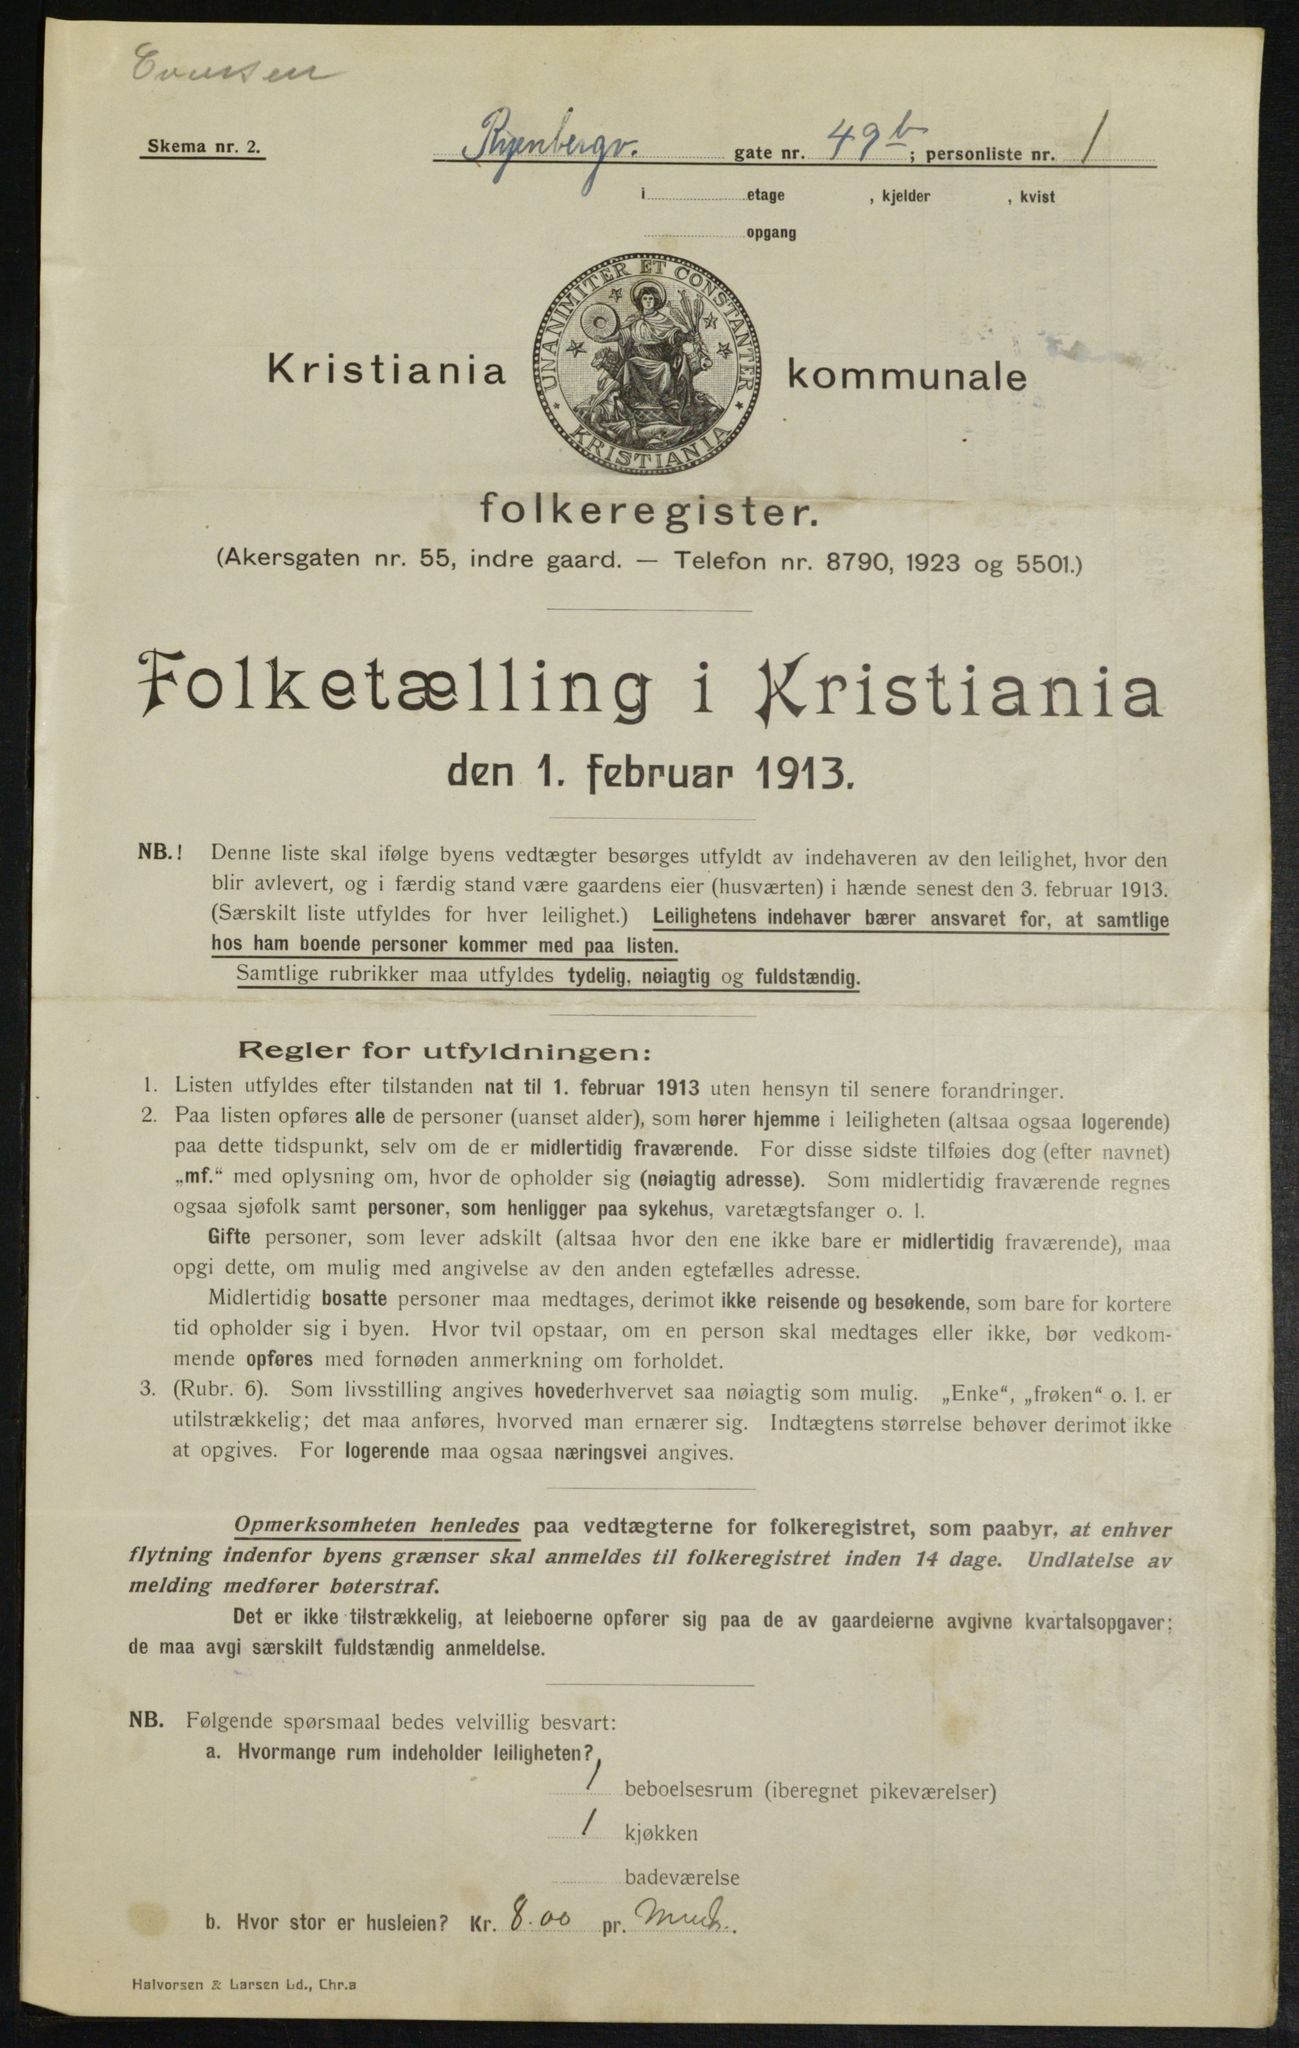 Evensen
Skema nr. 2.
Ryenbergv. gate nr. 49b; personliste nr. 1
i etage , kjelder , kvist
opgang
UNANIMITER ET CONSTANTER
KRISTIANIA
Kristiania kommunale
folkeregister.
(Akersgaten nr. 55, indre gaard. — Telefon nr. 8790, 1923 og 5501.)
Folketælling i Kristiania
den 1. februar 1913.
NB.! Denne liste skal ifølge byens vedtægter besørges utfyldt av indehaveren av den leilighet, hvor den
blir avlevert, og i færdig stand være gaardens eier (husværten) i hænde senest den 3. februar 1913.
(Særskilt liste utfyldes for hver leilighet.) Leilighetens indehaver bærer ansvaret for, at samtlige
hos ham boende personer kommer med paa listen.
Samtlige rubrikker maa utfyldes tydelig, nøiagtig og fuldstændig.
Regler for utfyldningen:
1. Listen utfyldes efter tilstanden nat til 1. februar 1913 uten hensyn til senere forandringer.
2. Paa listen opføres alle de personer (uanset alder), som hører hjemme i leiligheten (altsaa ogsaa logerende)
paa dette tidspunkt, selv om de er midlertidig fraværende. For disse sidste tilføies dog (efter navnet)
„mf.“ med oplysning om, hvor de opholder sig (nøiagtig adresse). Som midlertidig fraværende regnes
ogsaa sjøfolk samt personer, som henligger paa sykehus, varetægtsfanger o. l.
Gifte personer, som lever adskilt (altsaa hvor den ene ikke bare er midlertidig fraværende), maa
opgi dette, om mulig med angivelse av den anden egtefælles adresse.
Midlertidig bosatte personer maa medtages, derimot ikke reisende og besøkende, som bare for kortere
tid opholder sig i byen. Hvor tvil opstaar, om en person skal medtages eller ikke, bør vedkom-
mende opføres med fornøden anmerkning om forholdet.
3. (Rubr. 6). Som livsstilling angives hovederhvervet saa nøiagtig som mulig. „Enke“, „frøken“ o. l. er
utilstrækkelig; det maa anføres, hvorved man ernærer sig. Indtægtens størrelse behøver derimot ikke
at opgives. For logerende maa ogsaa næringsvei angives.
Opmerksomheten henledes paa vedtægterne for folkeregistret, som paabyr, at enhver
flytning indenfor byens grænser skal anmeldes til folkeregistret inden 14 dage. Undlatelse av
melding medfører bøterstraf.
Det er ikke tilstrækkelig, at leieboerne opfører sig paa de av gaardeierne avgivne kvartalsopgaver;
de maa avgi særskilt fuldstændig anmeldelse.
NB. Følgende spørsmaal bedes velvillig besvart:
a. Hvormange rum indeholder leiligheten?
1 beboelsesrum (iberegnet pikeværelser)
1 kjøkken
badeværelse
b. Hvor stor er husleien? Kr. 8.00 pr.
Halvorsen & Larsen Ld., Chr.a